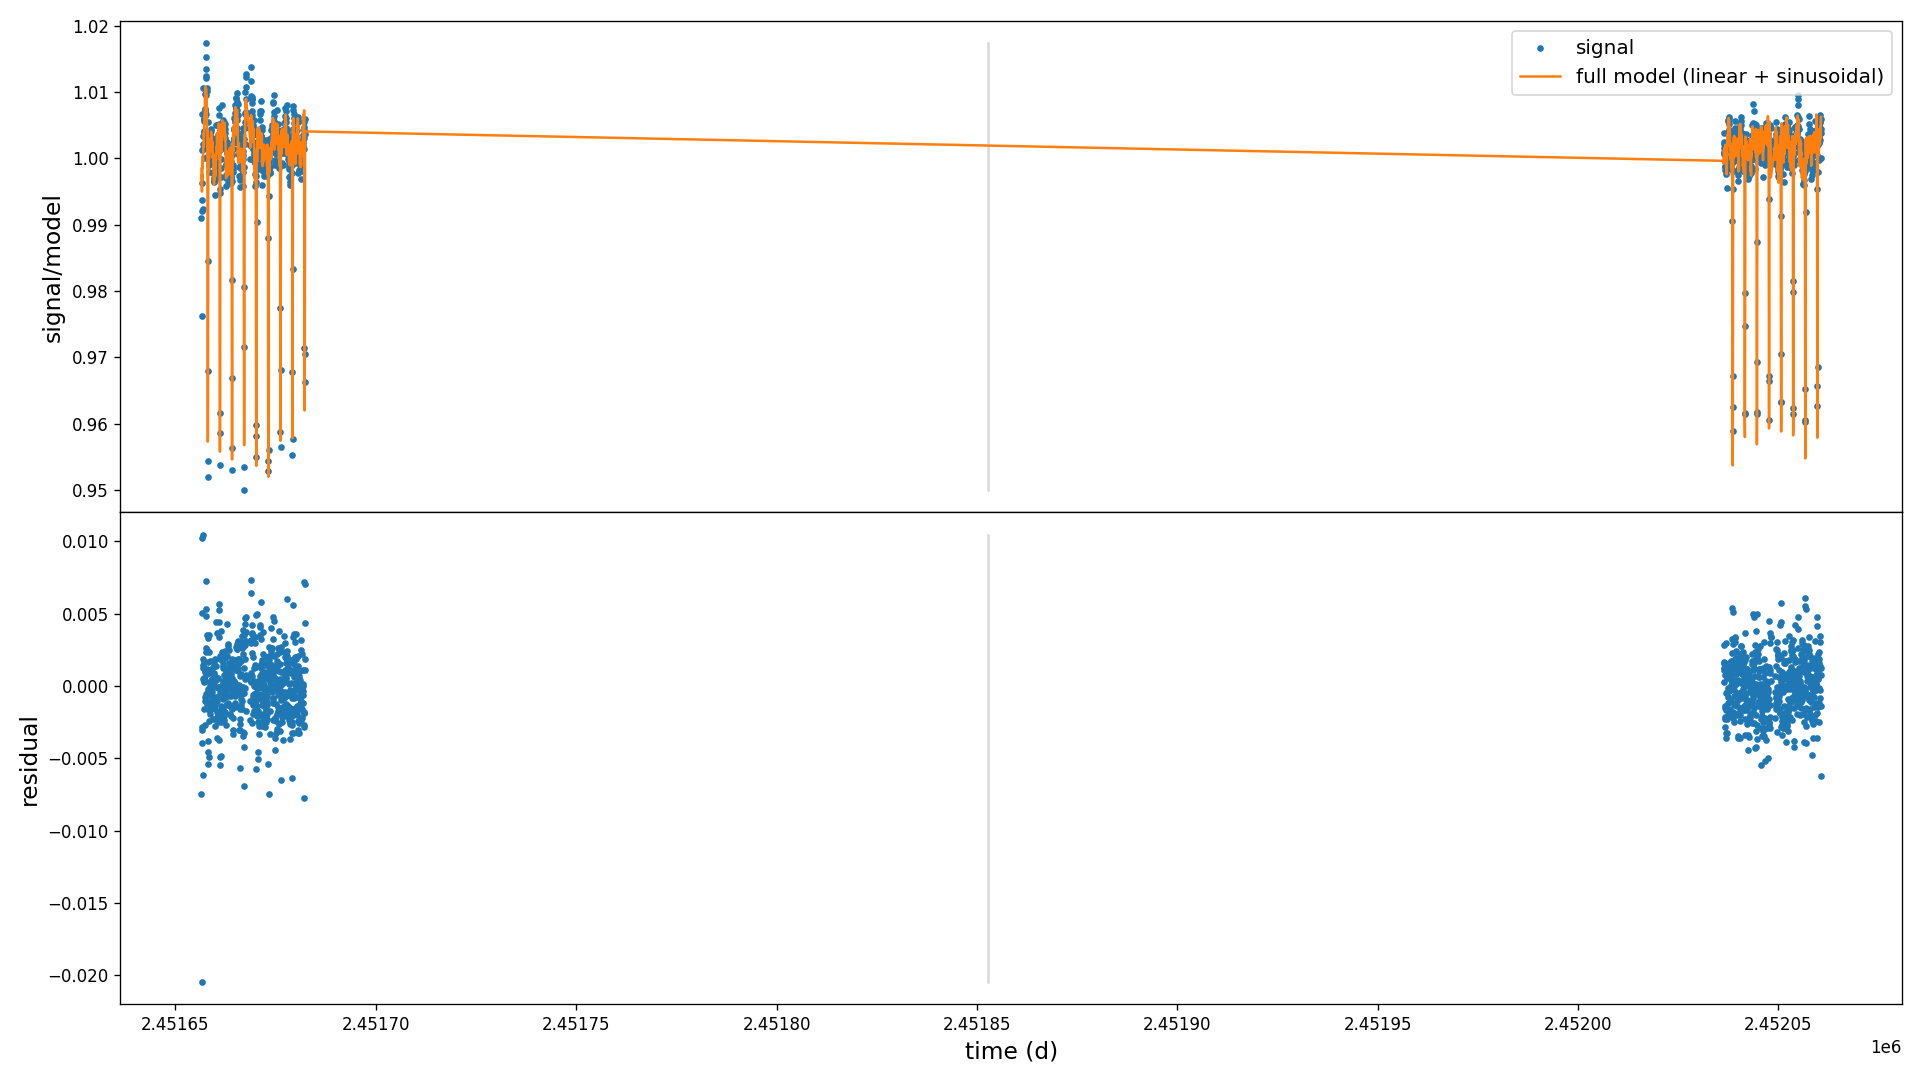 1.02
1.01
1.00
0.99
0.98
0.97
0.96
0.95
signal/model
signal
full model (linear + sinusoidal)
0.010
0.005
0.000
−0.005
−0.010
−0.015
−0.020
residual
2.45165 2.45170 2.45175 2.45180 2.45185 2.45190 2.45195 2.45200 2.45205
1e6
time (d)